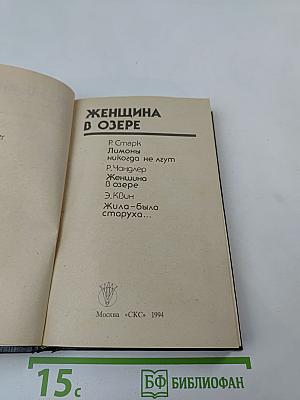 ЖЕНЩИНА
В ОЗЕРЕ
Р. Старк
Лимоны
никогда не лгут
Р. Чандлер
Женщина
в озере
Э. Квин
Жила-была
старуха...
Москва «СКС» 1994
15с
БФ БИБЛИОФАН